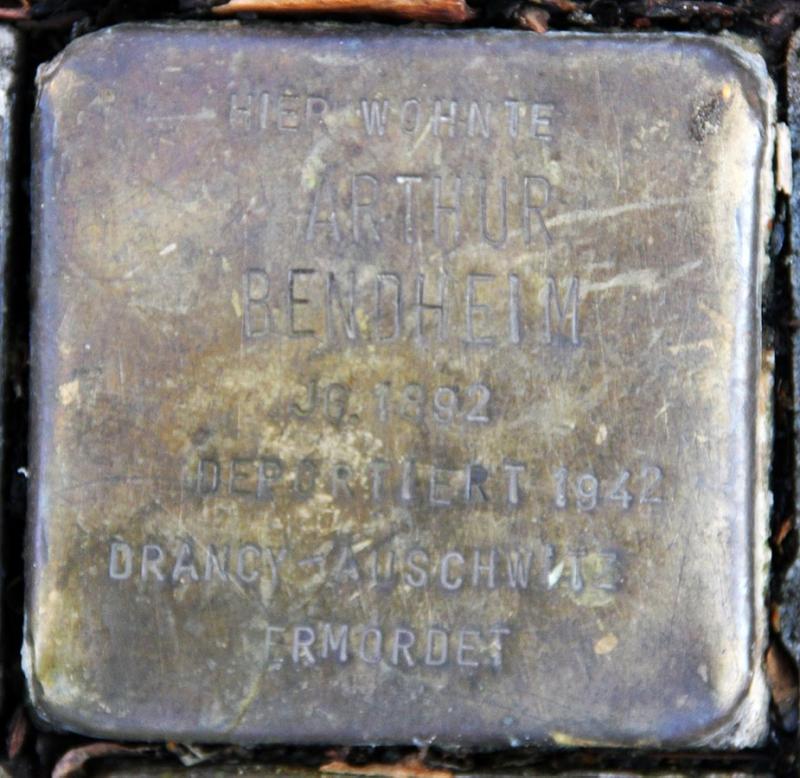 HIER WOHNTE
ARTHUR
BENDHEIM
JG. 1892
DEPORTIERT 1942
DRANCY - AUSCHWITZ
ERMORDET